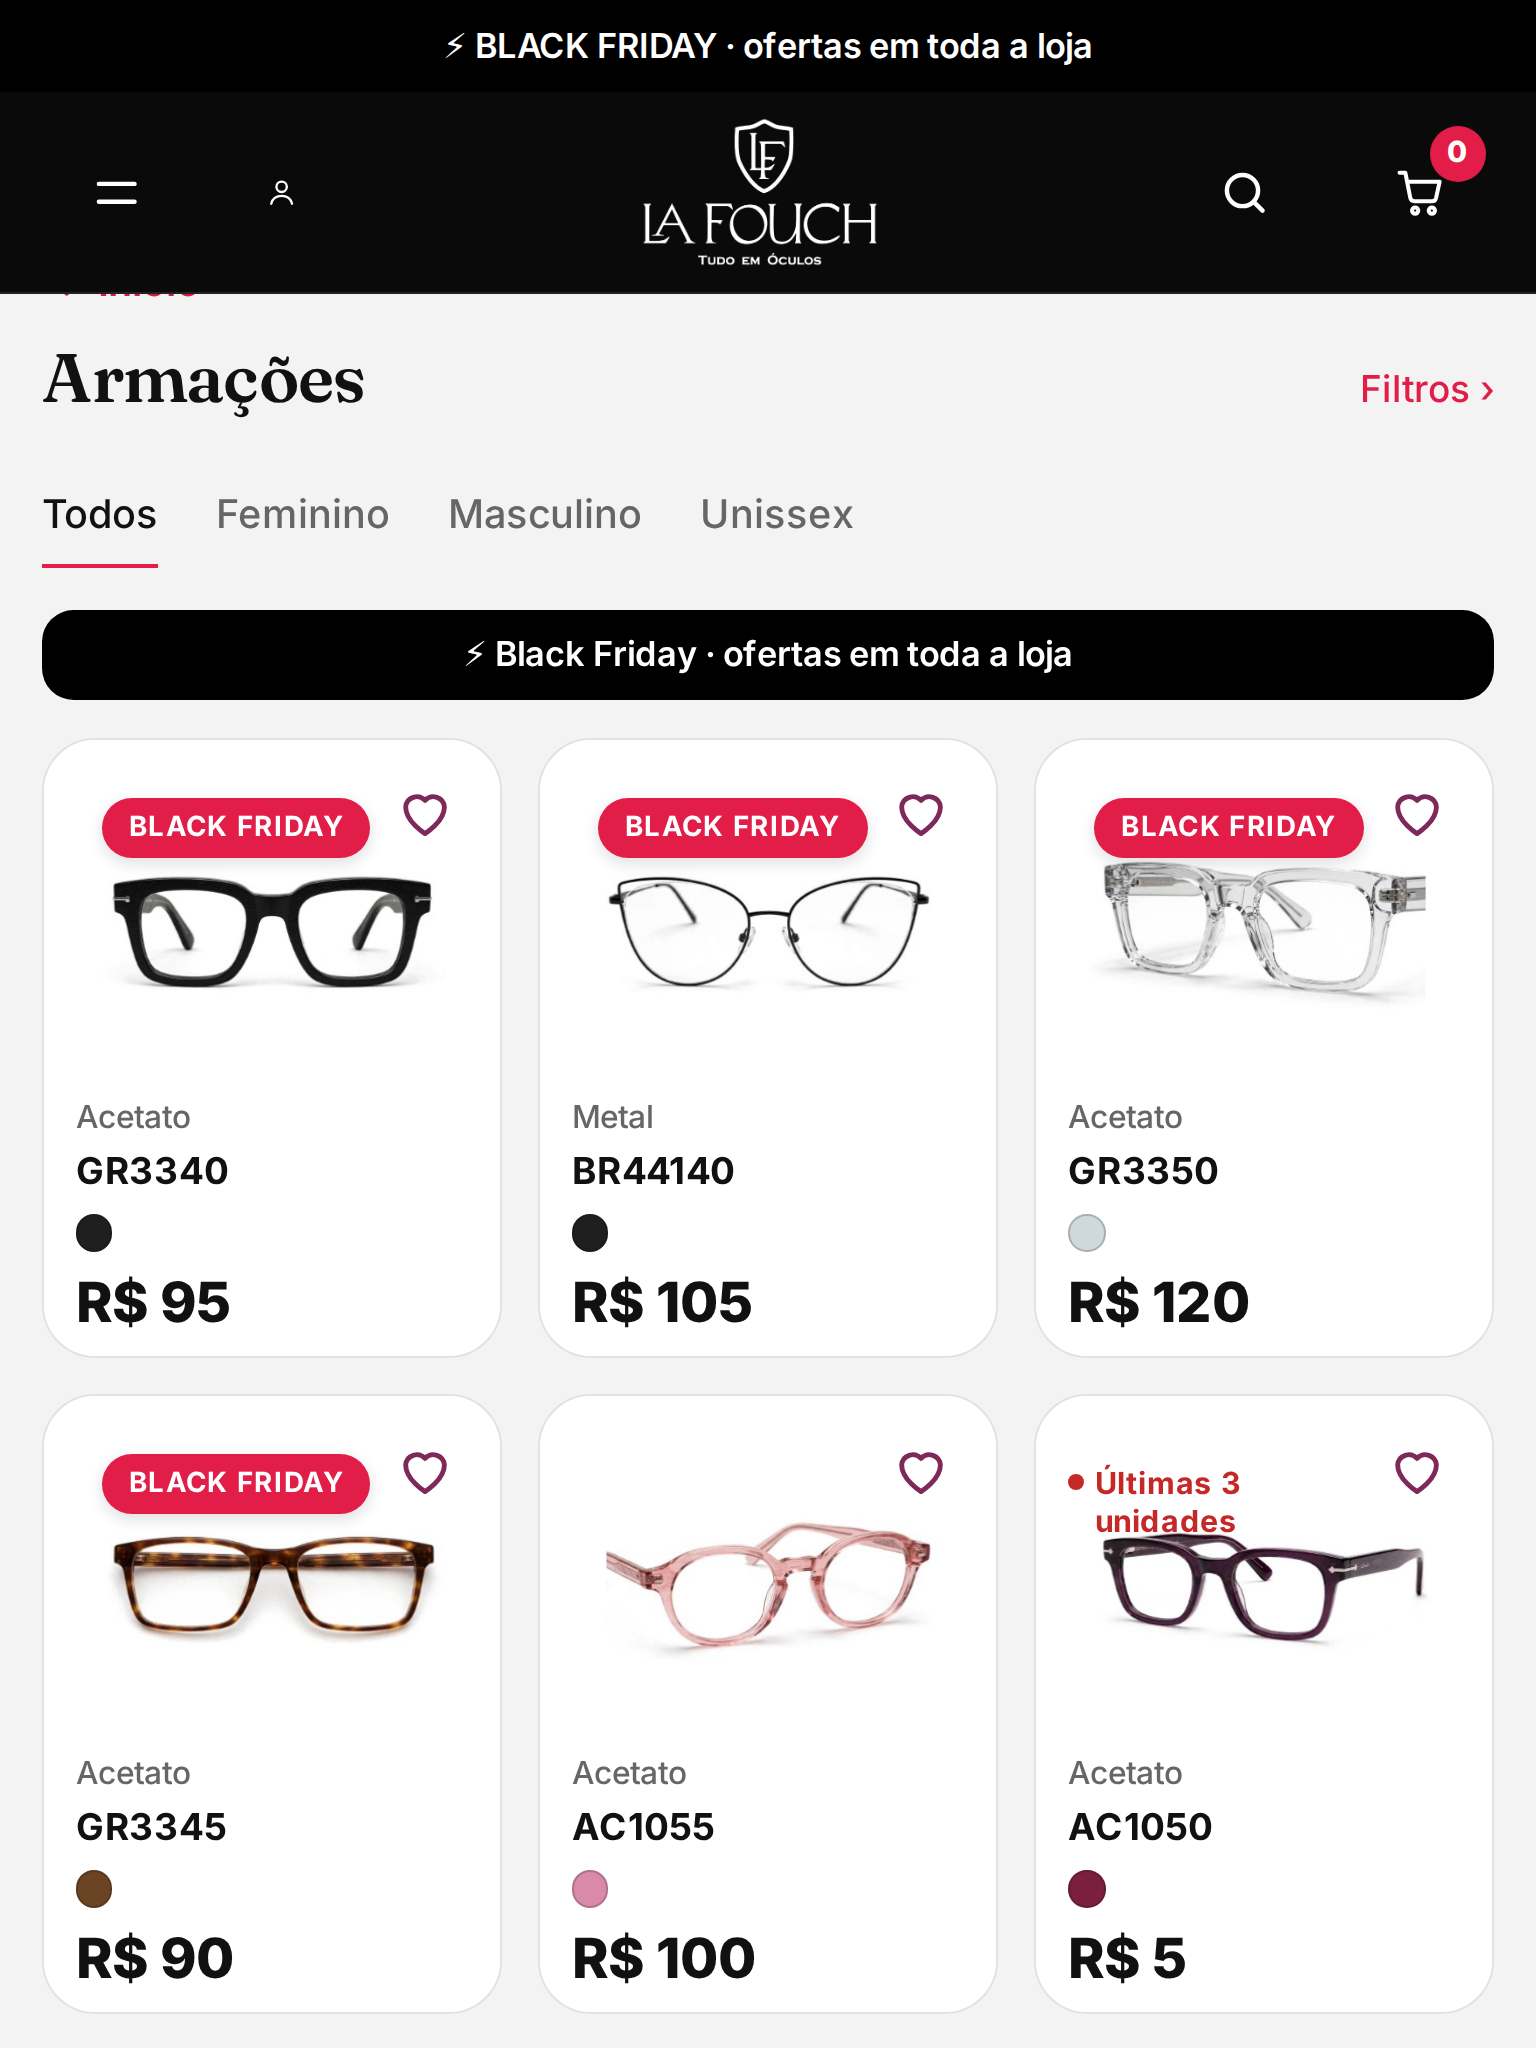 ⚡ BLACK FRIDAY · ofertas em toda a loja
0
LF
LA FOUCH
TUDO EM ÓCULOS
Armações
Filtros ›
Todos Feminino Masculino Unissex
⚡ Black Friday · ofertas em toda a loja
BLACK FRIDAY
Acetato
GR3340
R$ 95
BLACK FRIDAY
Metal
BR44140
R$ 105
BLACK FRIDAY
Acetato
GR3350
R$ 120
BLACK FRIDAY
Acetato
GR3345
R$ 90
Acetato
AC1055
R$ 100
Últimas 3
unidades
Acetato
AC1050
R$ 5